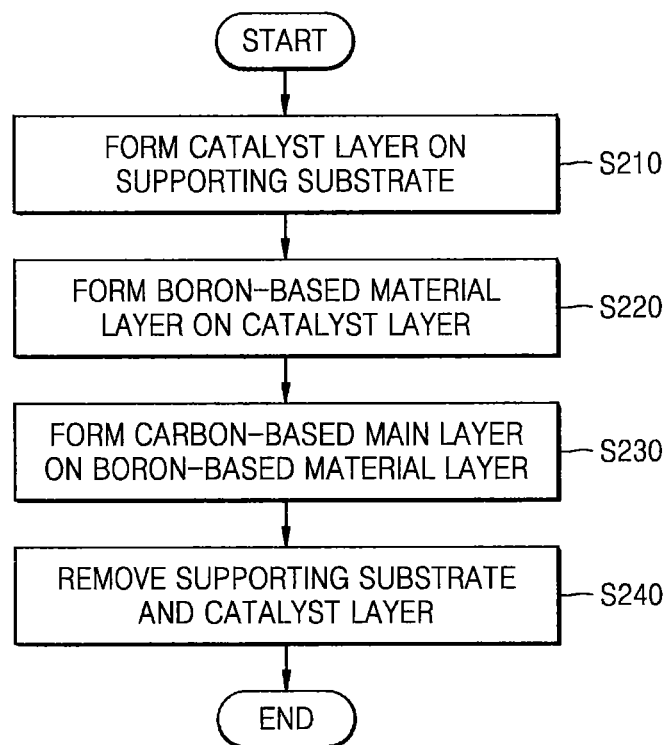 START
FORM CATALYST LAYER ON
SUPPORTING SUBSTRATE
S210
FORM BORON-BASED MATERIAL
LAYER ON CATALYST LAYER
S220
FORM CARBON-BASED MAIN LAYER
ON BORON-BASED MATERIAL LAYER
S230
REMOVE SUPPORTING SUBSTRATE
AND CATALYST LAYER
S240
END